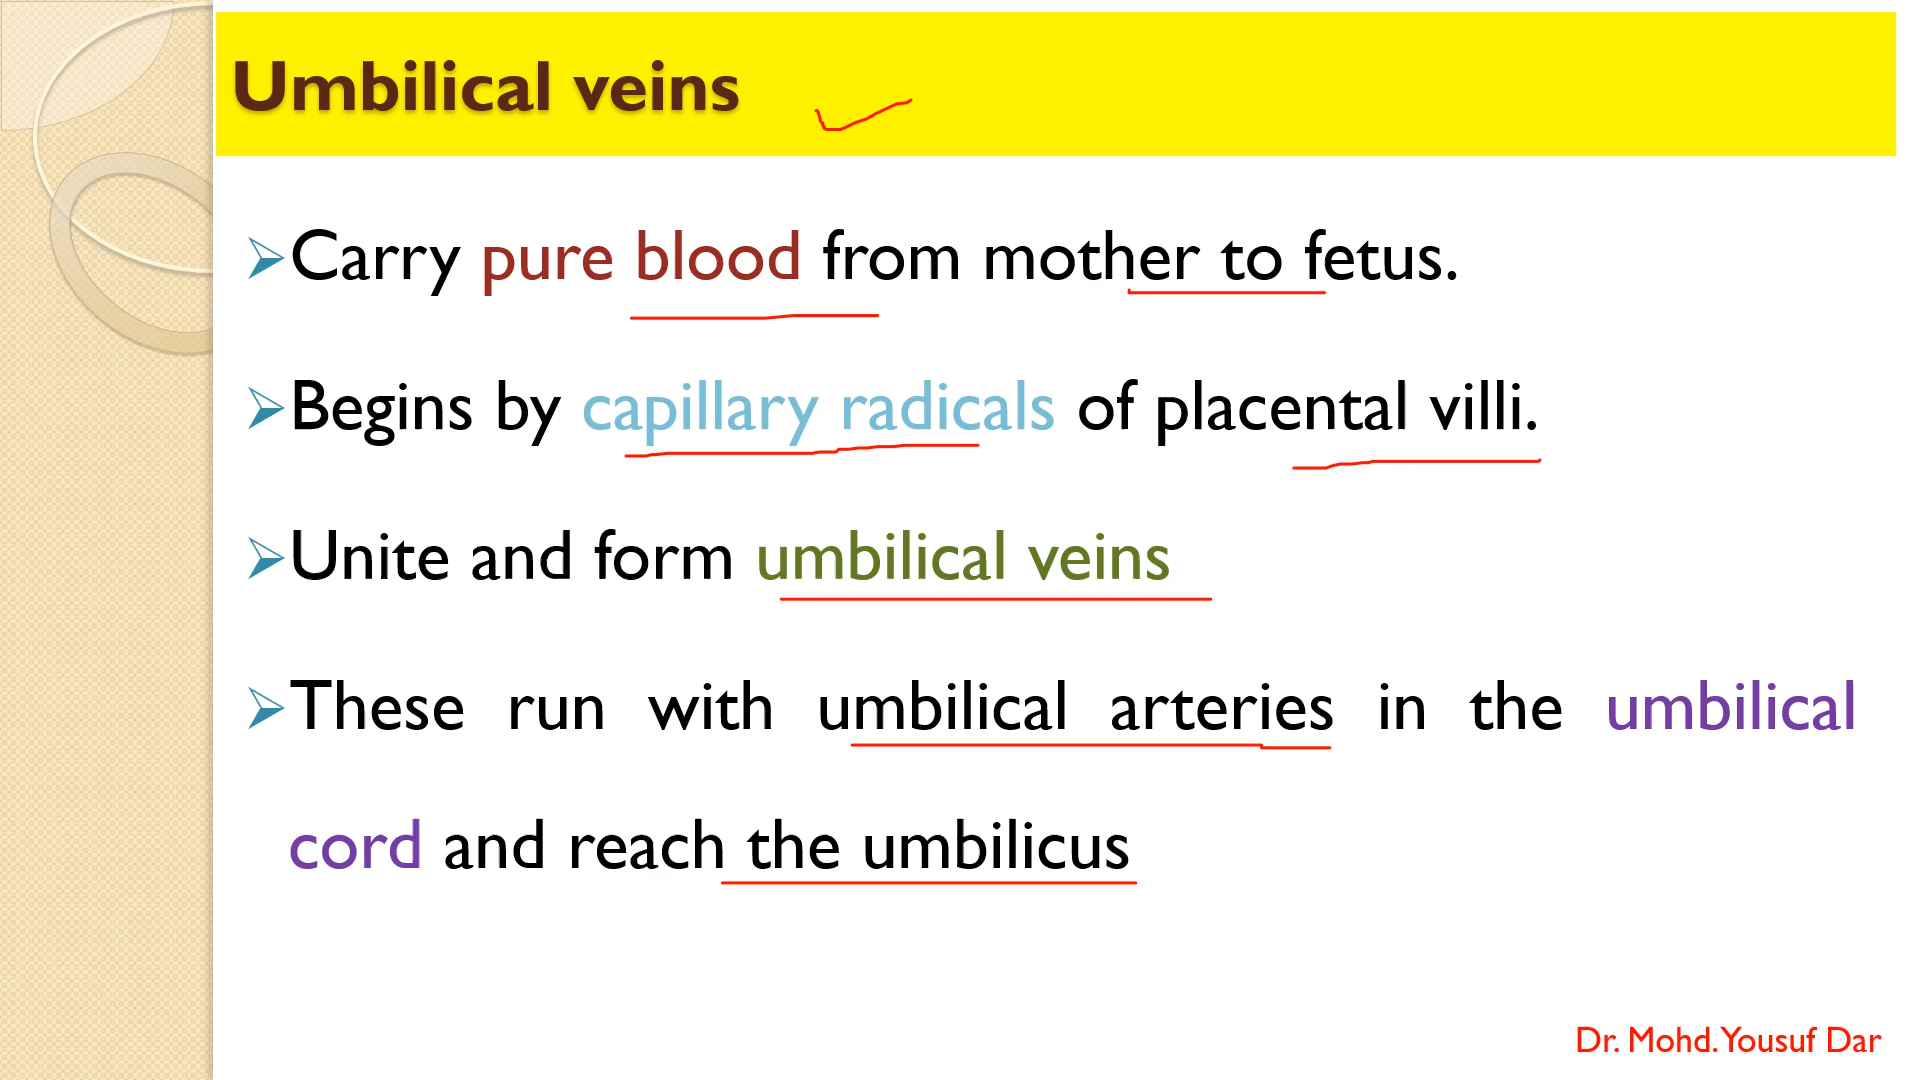 Umbilical veins
Carry pure blood from mother to fetus.
Begins by capillary radicals of placental villi.
Unite and form umbilical veins
These run with umbilical arteries in the umbilical
cord and reach the umbilicus
Dr. Mohd. Yousuf Dar